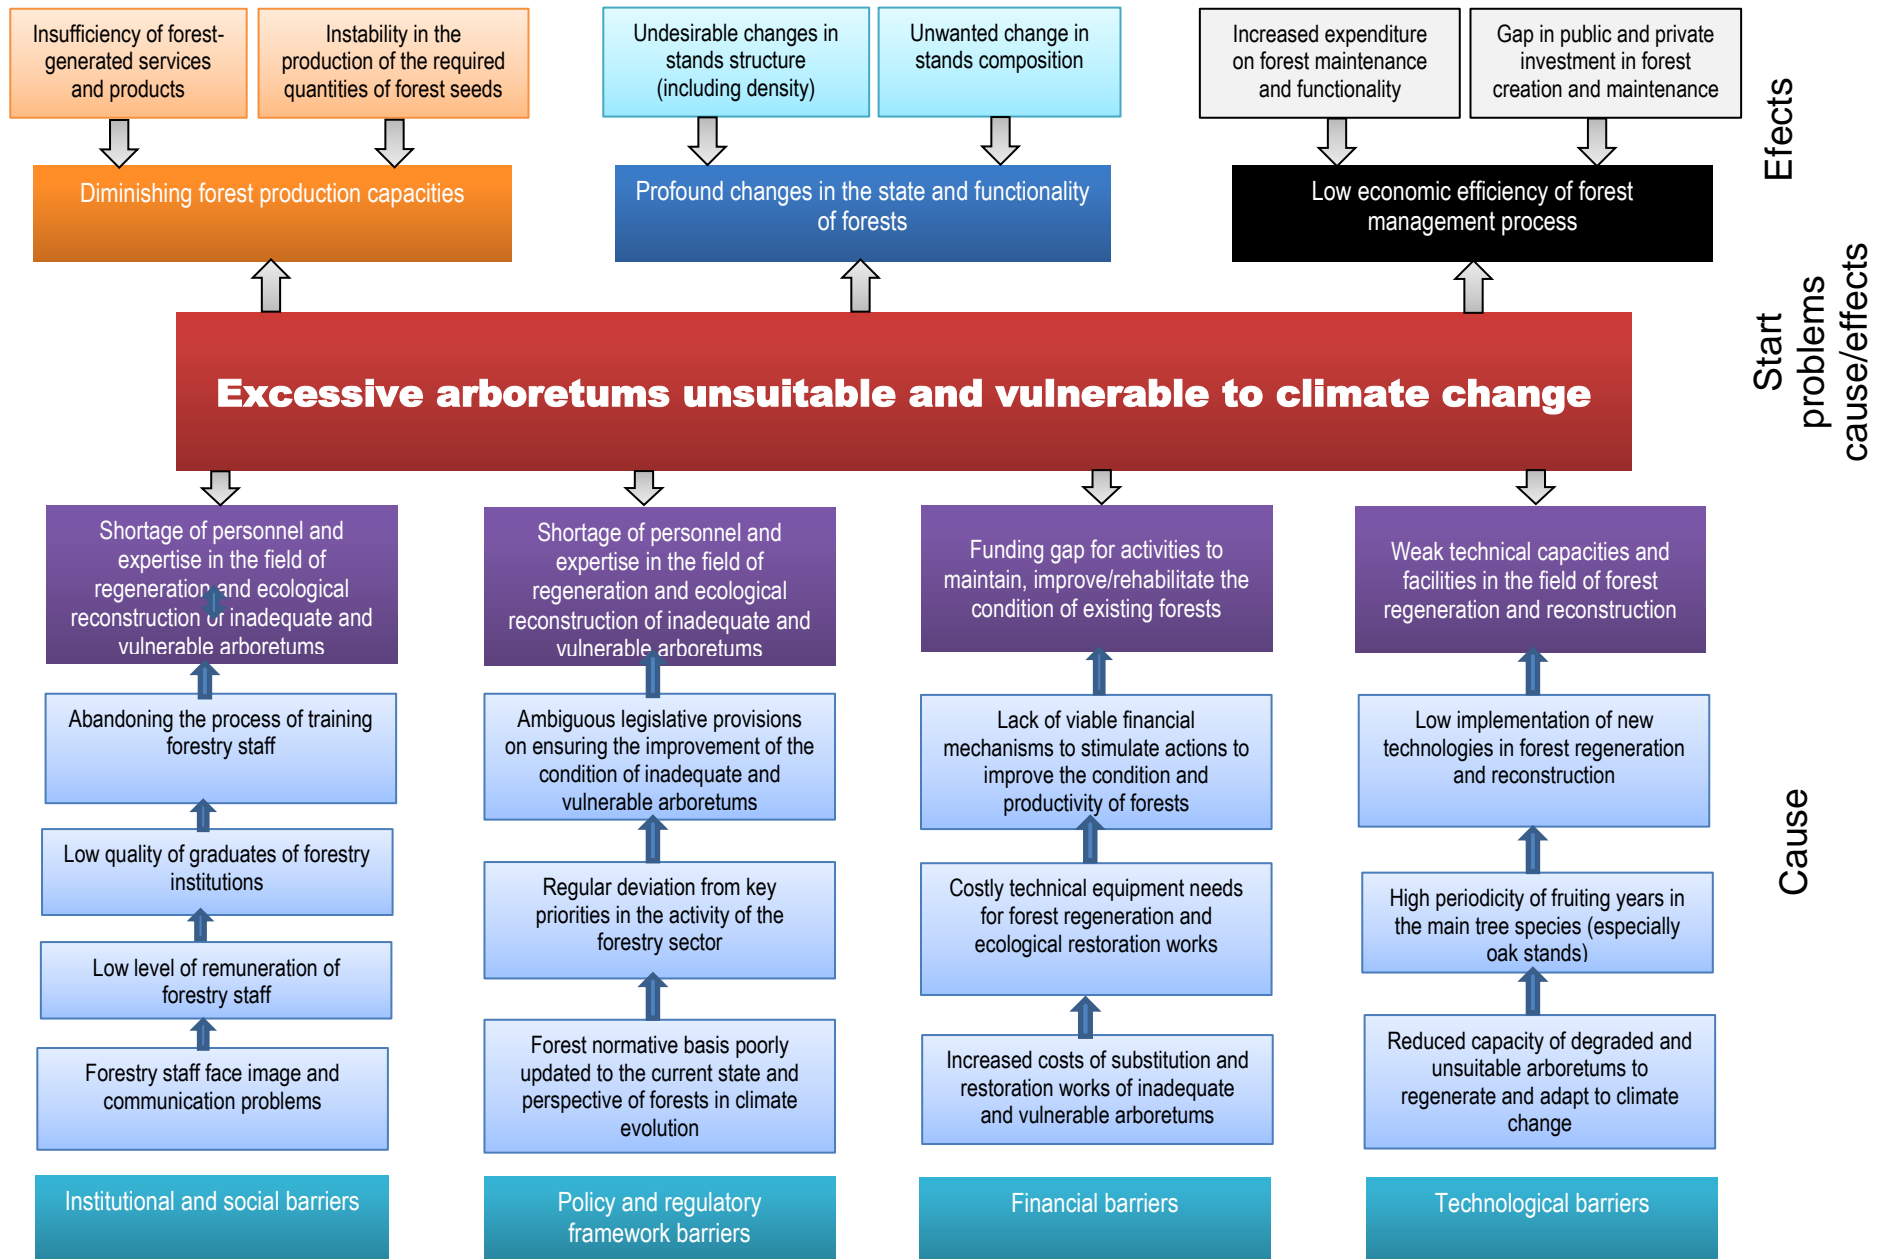 Insufficiency of forest-
generated services
and products
Instability in the
production of the required
quantities of forest seeds
Undesirable changes in
stands structure
(including density)
Unwanted change in
stands composition
Increased expenditure
on forest maintenance
and functionality
Gap in public and private
investment in forest
creation and maintenance
Efects
Diminishing forest production capacities
Profound changes in the state and functionality
of forests
Low economic efficiency of forest
management process
Start
problems
cause/effects
Excessive arboretums unsuitable and vulnerable to climate change
Shortage of personnel and
expertise in the field of
regeneration and ecological
reconstruction of inadequate and
vulnerable arboretums
Shortage of personnel and
expertise in the field of
regeneration and ecological
reconstruction of inadequate and
vulnerable arboretums
Funding gap for activities to
maintain, improve/rehabilitate the
condition of existing forests
Weak technical capacities and
facilities in the field of forest
regeneration and reconstruction
Abandoning the process of training
forestry staff
Ambiguous legislative provisions
on ensuring the improvement of the
condition of inadequate and
vulnerable arboretums
Lack of viable financial
mechanisms to stimulate actions to
improve the condition and
productivity of forests
Low implementation of new
technologies in forest regeneration
and reconstruction
Cause
Low quality of graduates of forestry
institutions
Regular deviation from key
priorities in the activity of the
forestry sector
Costly technical equipment needs
for forest regeneration and
ecological restoration works
High periodicity of fruiting years in
the main tree species (especially
oak stands)
Low level of remuneration of
forestry staff
Forestry staff face image and
communication problems
Forest normative basis poorly
updated to the current state and
perspective of forests in climate
evolution
Increased costs of substitution and
restoration works of inadequate
and vulnerable arboretums
Reduced capacity of degraded and
unsuitable arboretums to
regenerate and adapt to climate
change
Institutional and social barriers
Policy and regulatory
framework barriers
Financial barriers
Technological barriers